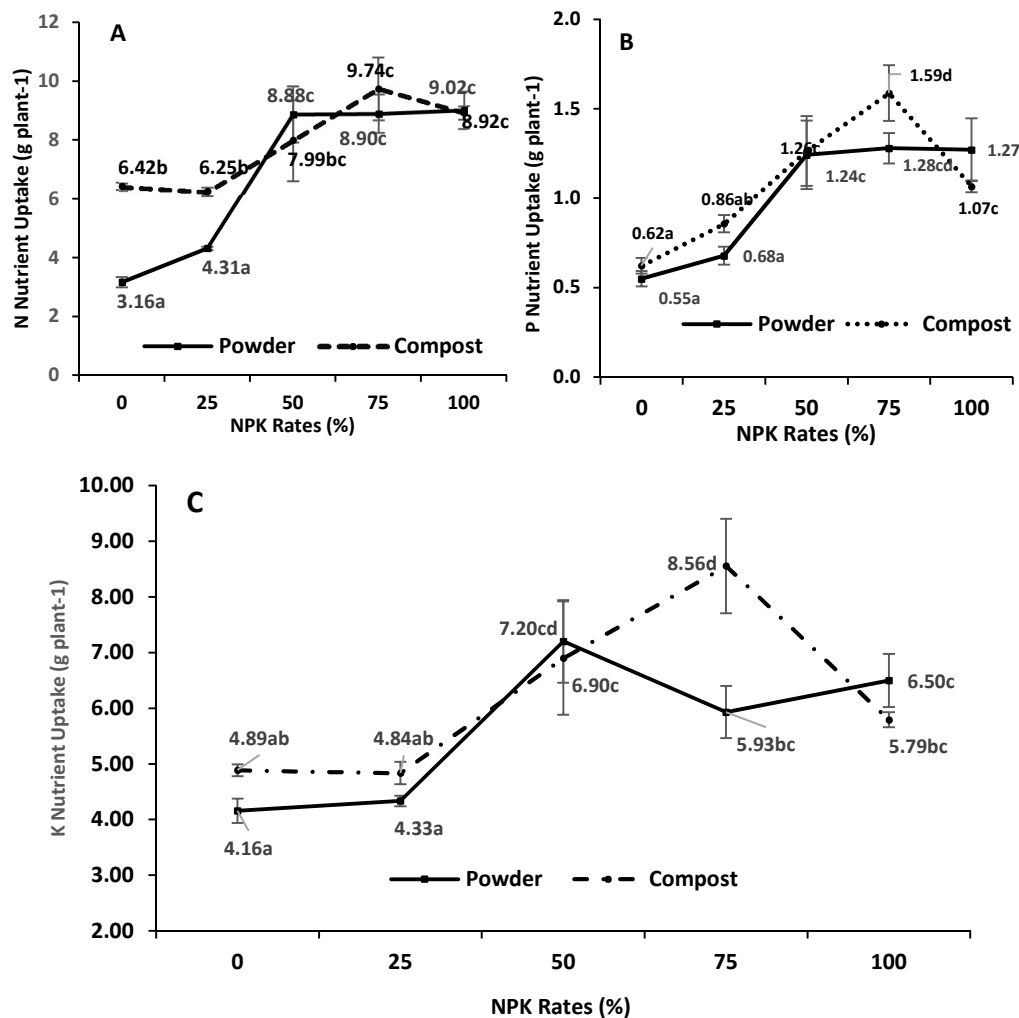 A
N Nutrient Uptake (g plant-1)
12
10
8
6
4
2
0
6.42b
6.25b
8.88c
7.99bc
9.74c
8.90c
9.02c
8.92c
3.16a
4.31a
Powder
Compost
0 25 50 75 100
NPK Rates (%)
B
P Nutrient Uptake (g plant-1)
2.0
1.5
1.0
0.5
0.0
0.62a
0.86ab
1.26c
1.59d
1.24c
1.28cd
1.27
1.07c
0.55a
0.68a
Powder
Compost
0 25 50 75 100
NPK Rates (%)
C
K Nutrient Uptake (g plant-1)
10.00
9.00
8.00
7.00
6.00
5.00
4.00
3.00
2.00
4.89ab
4.84ab
7.20cd
6.90c
8.56d
5.93bc
6.50c
5.79bc
4.16a
4.33a
Powder
Compost
0 25 50 75 100
NPK Rates (%)